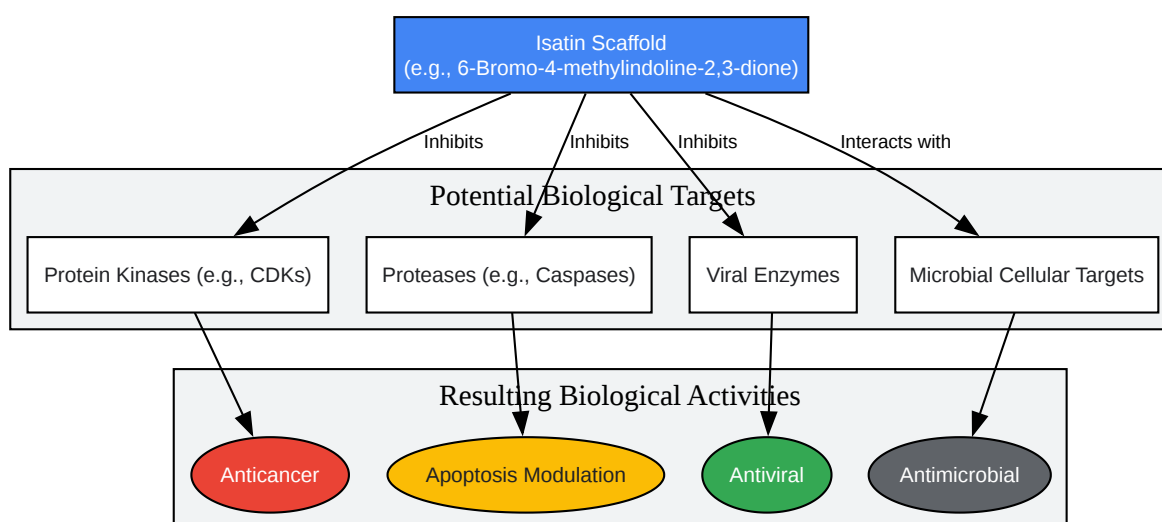 Isatin Scaffold
(e.g., 6-Bromo-4-methylindoline-2,3-dione)
Inhibits
Inhibits
Inhibits
Interacts with
Potential Biological Targets
Protein Kinases (e.g., CDKs)
Proteases (e.g., Caspases)
Viral Enzymes
Microbial Cellular Targets
Resulting Biological Activities
Anticancer
Apoptosis Modulation
Antiviral
Antimicrobial